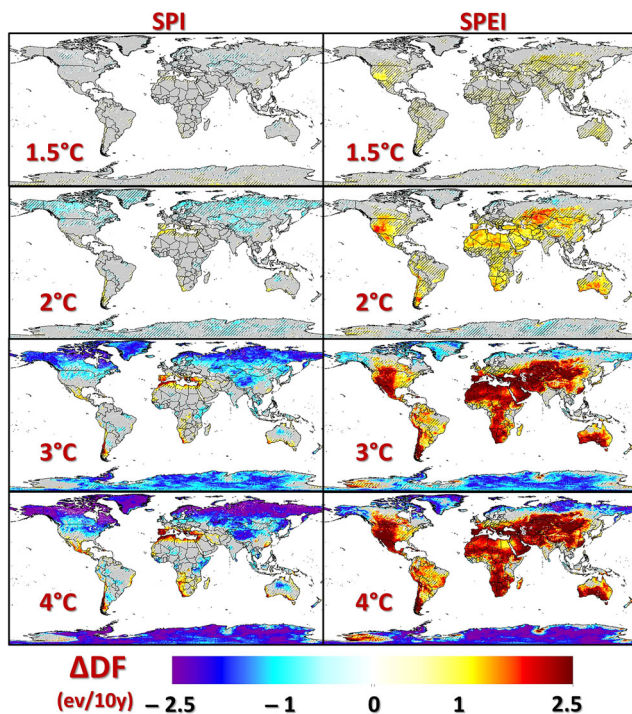 SPI SPEI
1.5°C 1.5°C
2°C 2°C
3°C 3°C
4°C 4°C
ΔDF
(ev/10y) – 2.5 – 1 0 1 2.5